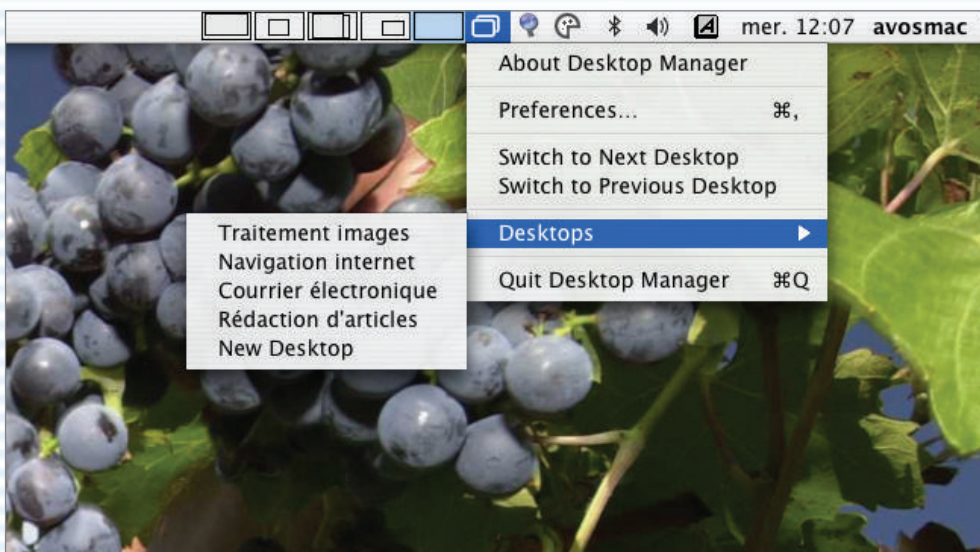 mer. 12:07 avosmac
About Desktop Manager
Preferences... ⌘,
Switch to Next Desktop
Switch to Previous Desktop
Desktops
Quit Desktop Manager ⌘Q
Traitement images
Navigation internet
Courrier électronique
Rédaction d'articles
New Desktop